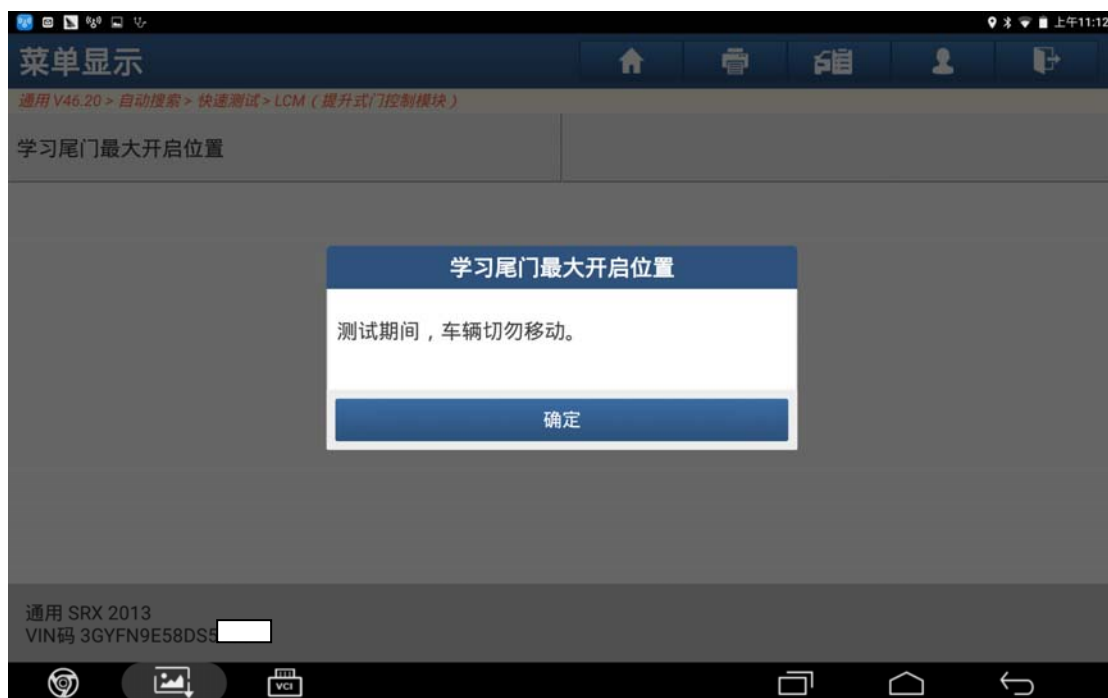 上午11:12
菜单显示
通用 V46.20 > 自动搜索 > 快速测试 > LCM ( 提升式门控制模块 )
学习尾门最大开启位置
学习尾门最大开启位置
测试期间，车辆切勿移动。
确定
通用 SRX 2013
VIN码 3GYFN9E58DS5
VCI